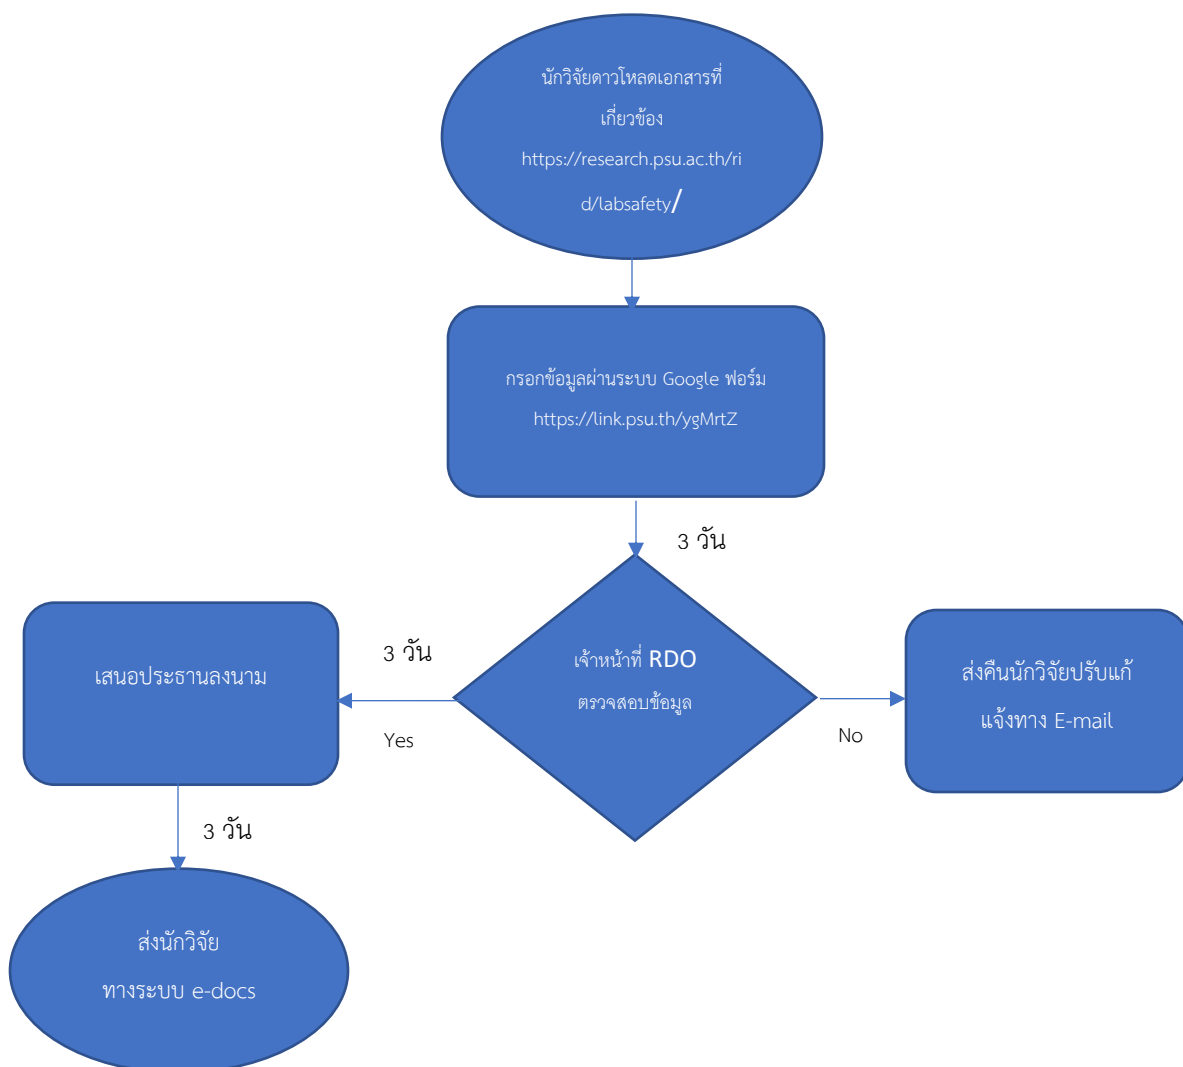 นักวิจัยดาวโหลดเอกสารที่
เกี่ยวข้อง
https://research.psu.ac.th/ri
d/labsafety/
กรอกข้อมูลผ่านระบบ Google ฟอร์ม
https://link.psu.th/ygMrtZ
3 วัน
เจ้าหน้าที่ RDO
ตรวจสอบข้อมูล
3 วัน
Yes
เสนอประธานลงนาม
No
ส่งคืนนักวิจัยปรับแก้
แจ้งทาง E-mail
3 วัน
ส่งนักวิจัย
ทางระบบ e-docs